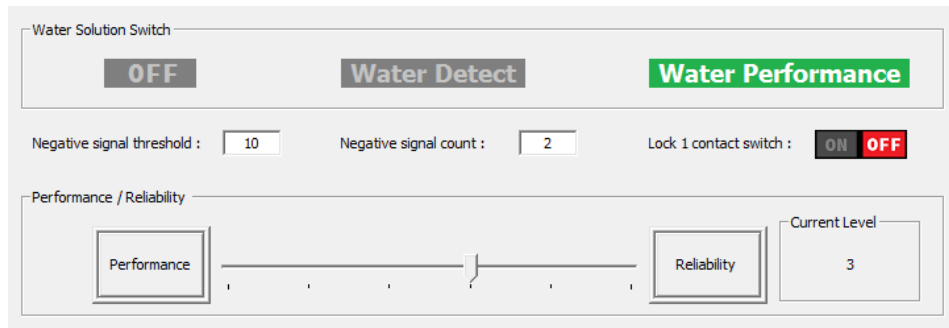 Water Solution Switch
OFF Water Detect Water Performance
Negative signal threshold : 10 Negative signal count : 2 Lock 1 contact switch : ON OFF
Performance / Reliability
Current Level
Performance Reliability 3